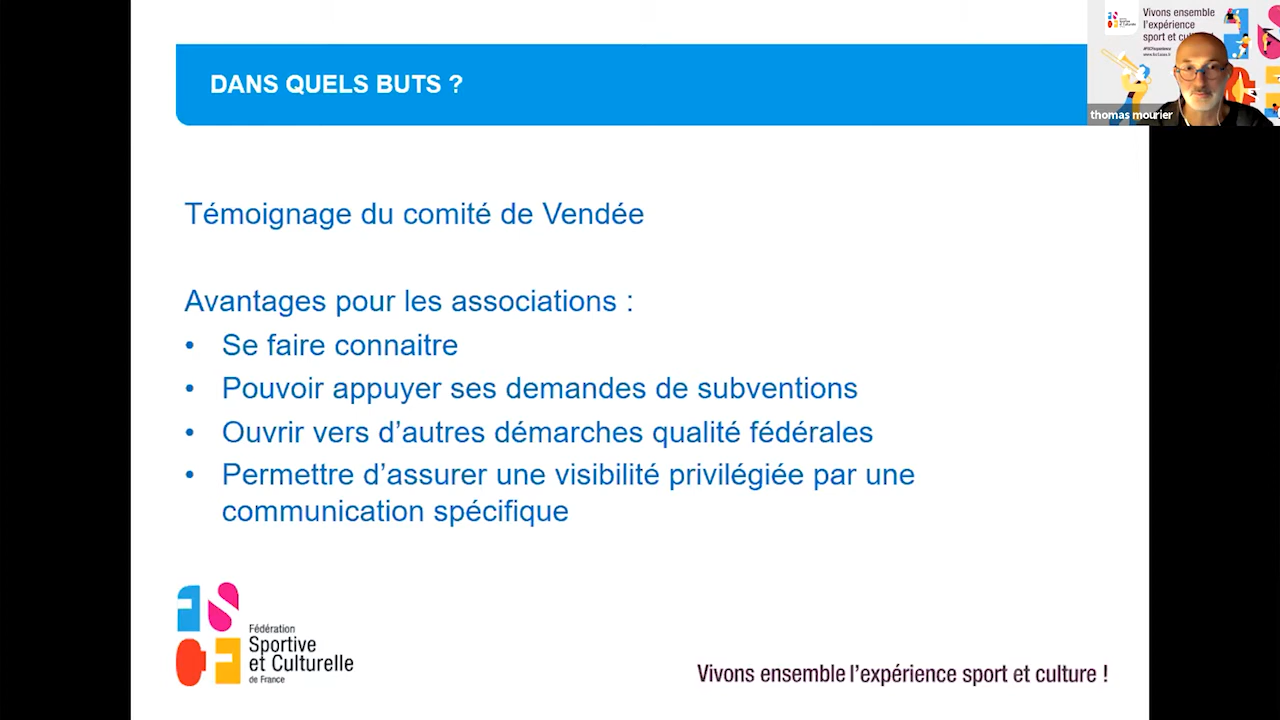 DANS QUELS BUTS ?
Vivons ensemble
l'expérience
sport et cult
thomas mourier
Témoignage du comité de Vendée
Avantages pour les associations :
• Se faire connaitre
• Pouvoir appuyer ses demandes de subventions
• Ouvrir vers d'autres démarches qualité fédérales
• Permettre d'assurer une visibilité privilégiée par une
communication spécifique
Fédération
Sportive
et Culturelle
de France
Vivons ensemble l'expérience sport et culture !